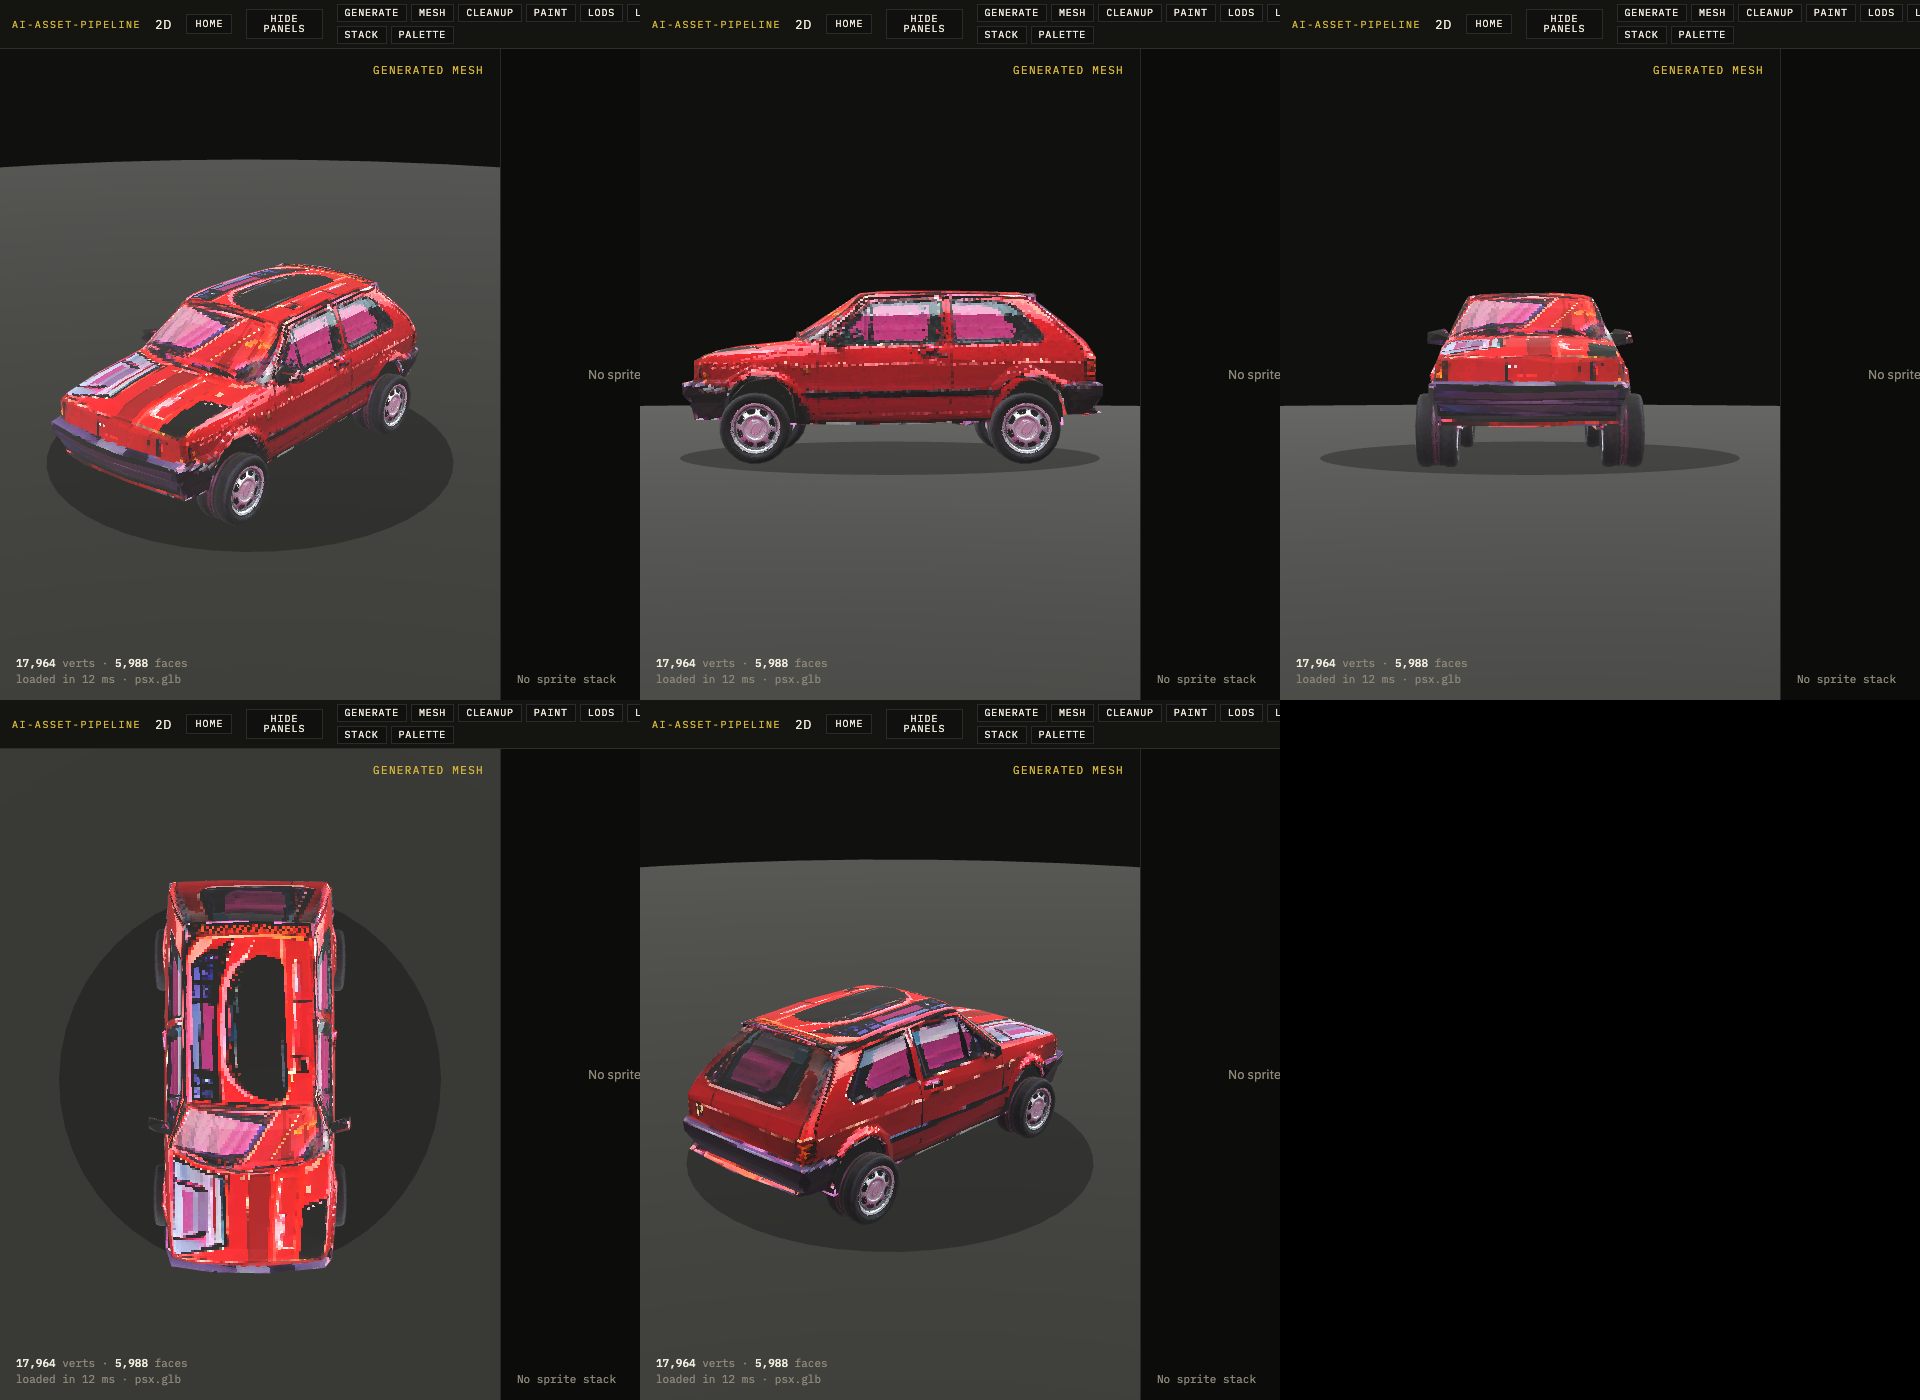 AI-ASSET-PIPELINE 2D HOME HIDE PANELS GENERATE MESH CLEANUP PAINT LODS
STACK PALETTE
GENERATED MESH
No sprite
17,964 verts · 5,988 faces
loaded in 12 ms · psx.glb
No sprite stack
AI-ASSET-PIPELINE 2D HOME HIDE PANELS GENERATE MESH CLEANUP PAINT LODS
STACK PALETTE
GENERATED MESH
No sprite
17,964 verts · 5,988 faces
loaded in 12 ms · psx.glb
No sprite stack
AI-ASSET-PIPELINE 2D HOME HIDE PANELS GENERATE MESH CLEANUP PAINT LODS
STACK PALETTE
GENERATED MESH
No sprite
17,964 verts · 5,988 faces
loaded in 12 ms · psx.glb
No sprite stack
AI-ASSET-PIPELINE 2D HOME HIDE PANELS GENERATE MESH CLEANUP PAINT LODS
STACK PALETTE
GENERATED MESH
No sprite
17,964 verts · 5,988 faces
loaded in 12 ms · psx.glb
No sprite stack
AI-ASSET-PIPELINE 2D HOME HIDE PANELS GENERATE MESH CLEANUP PAINT LODS
STACK PALETTE
GENERATED MESH
No sprite
17,964 verts · 5,988 faces
loaded in 12 ms · psx.glb
No sprite stack